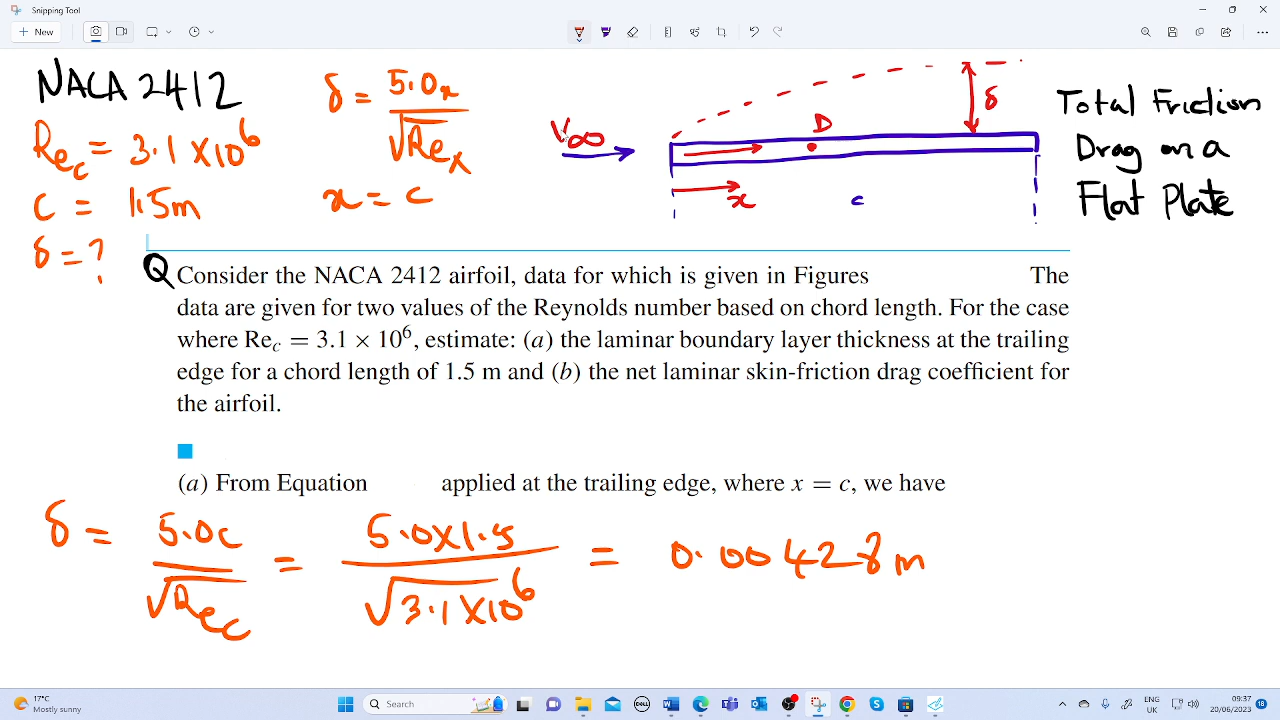 Snipping Tool
New
NACA 2412
Re_c = 3.1 × 10^6
c = 1.5m
δ = ?
δ = 5.0x / √Re_x
x = c
V∞
D
δ
x
c
Total Friction
Drag on a
Flat Plate
Q Consider the NACA 2412 airfoil, data for which is given in Figures The
data are given for two values of the Reynolds number based on chord length. For the case
where Re_c = 3.1 × 10^6, estimate: (a) the laminar boundary layer thickness at the trailing
edge for a chord length of 1.5 m and (b) the net laminar skin-friction drag coefficient for
the airfoil.
(a) From Equation applied at the trailing edge, where x = c, we have
δ = 5.0c / √Re_c = 5.0×1.5 / √3.1×10^6 = 0.00428 m
17°C
Mostly sunny
Search
ENG
UK
09:37
20/06/2023
18